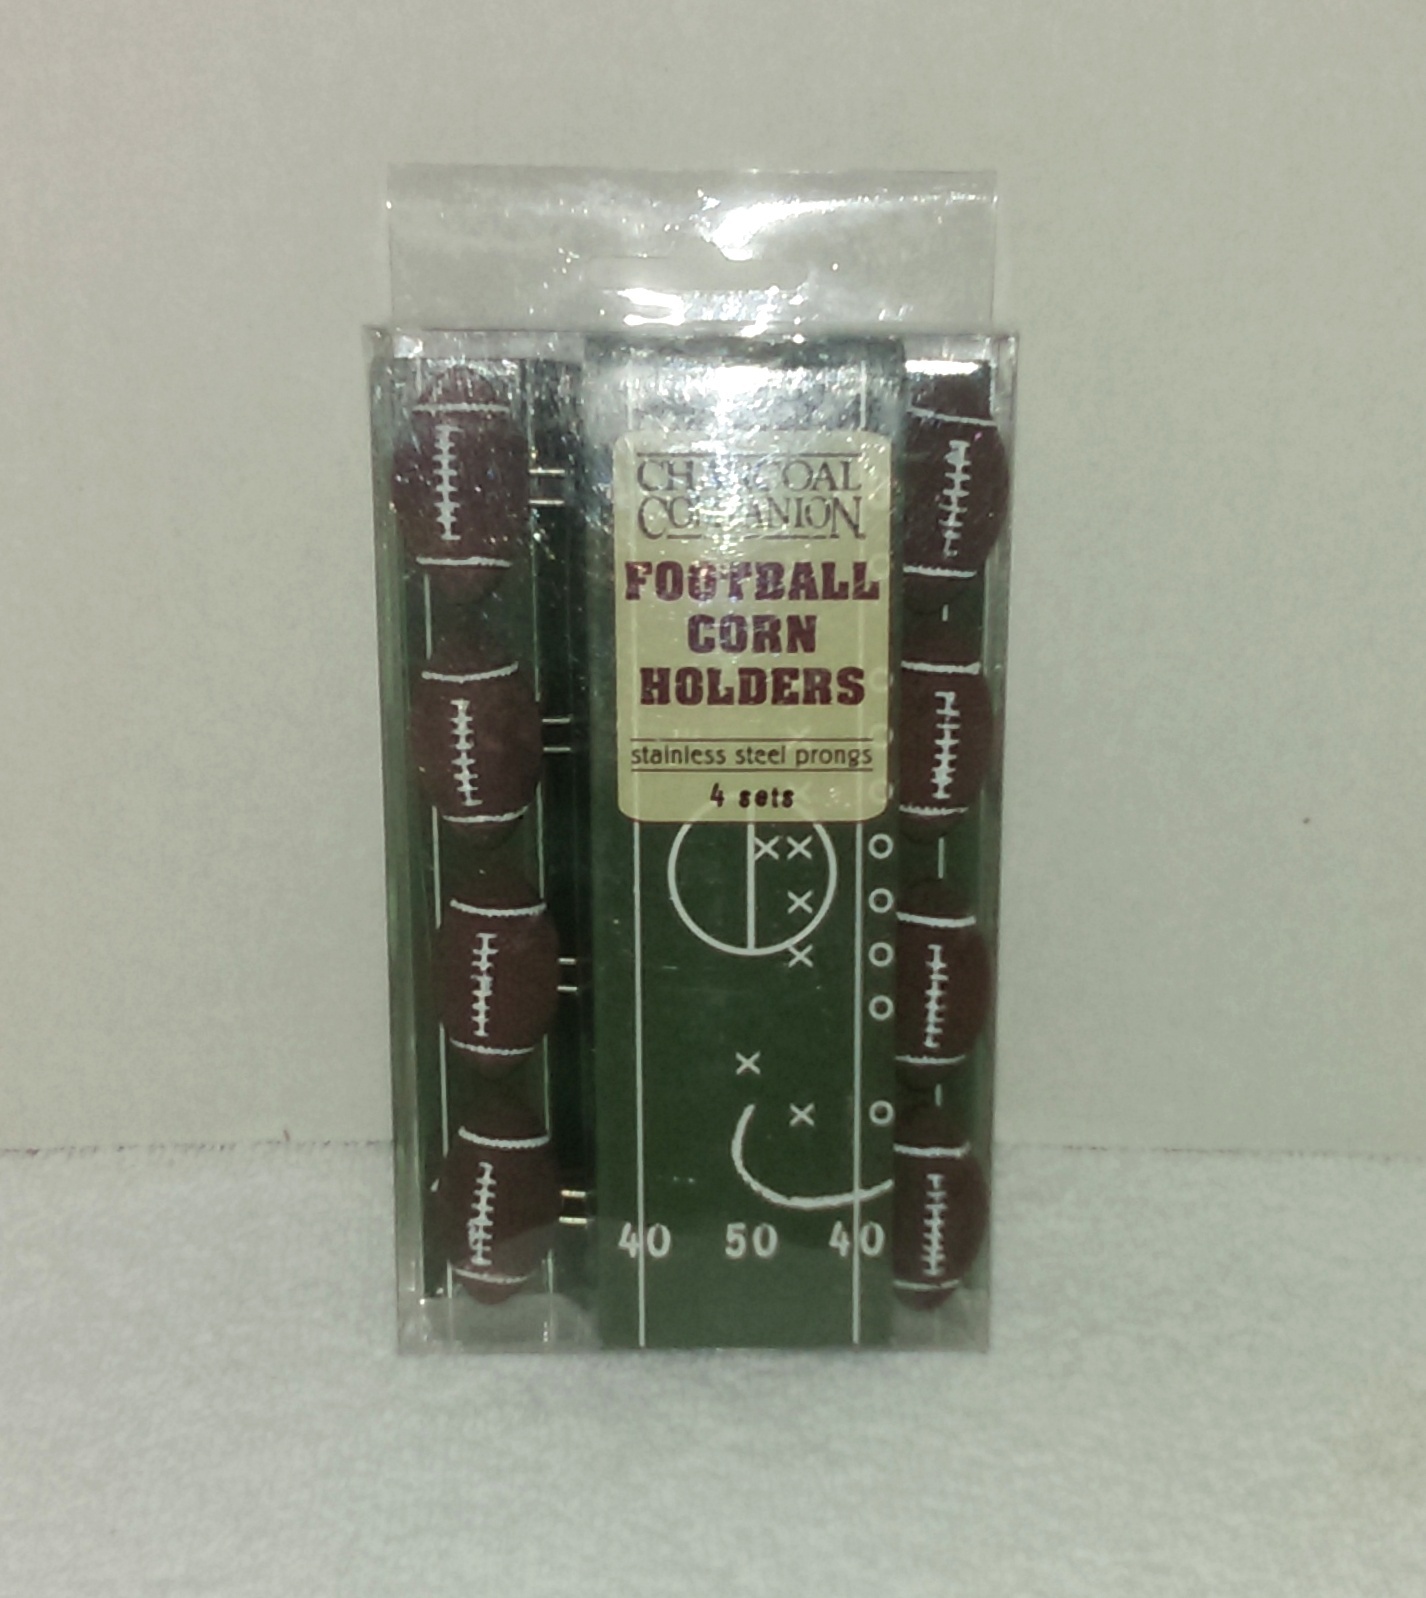 CHARCOAL
COMPANION
FOOTBALL
CORN
HOLDERS
stainless steel prongs
4 sets
X X O
X O
X O
O
X
X O
40 50 40